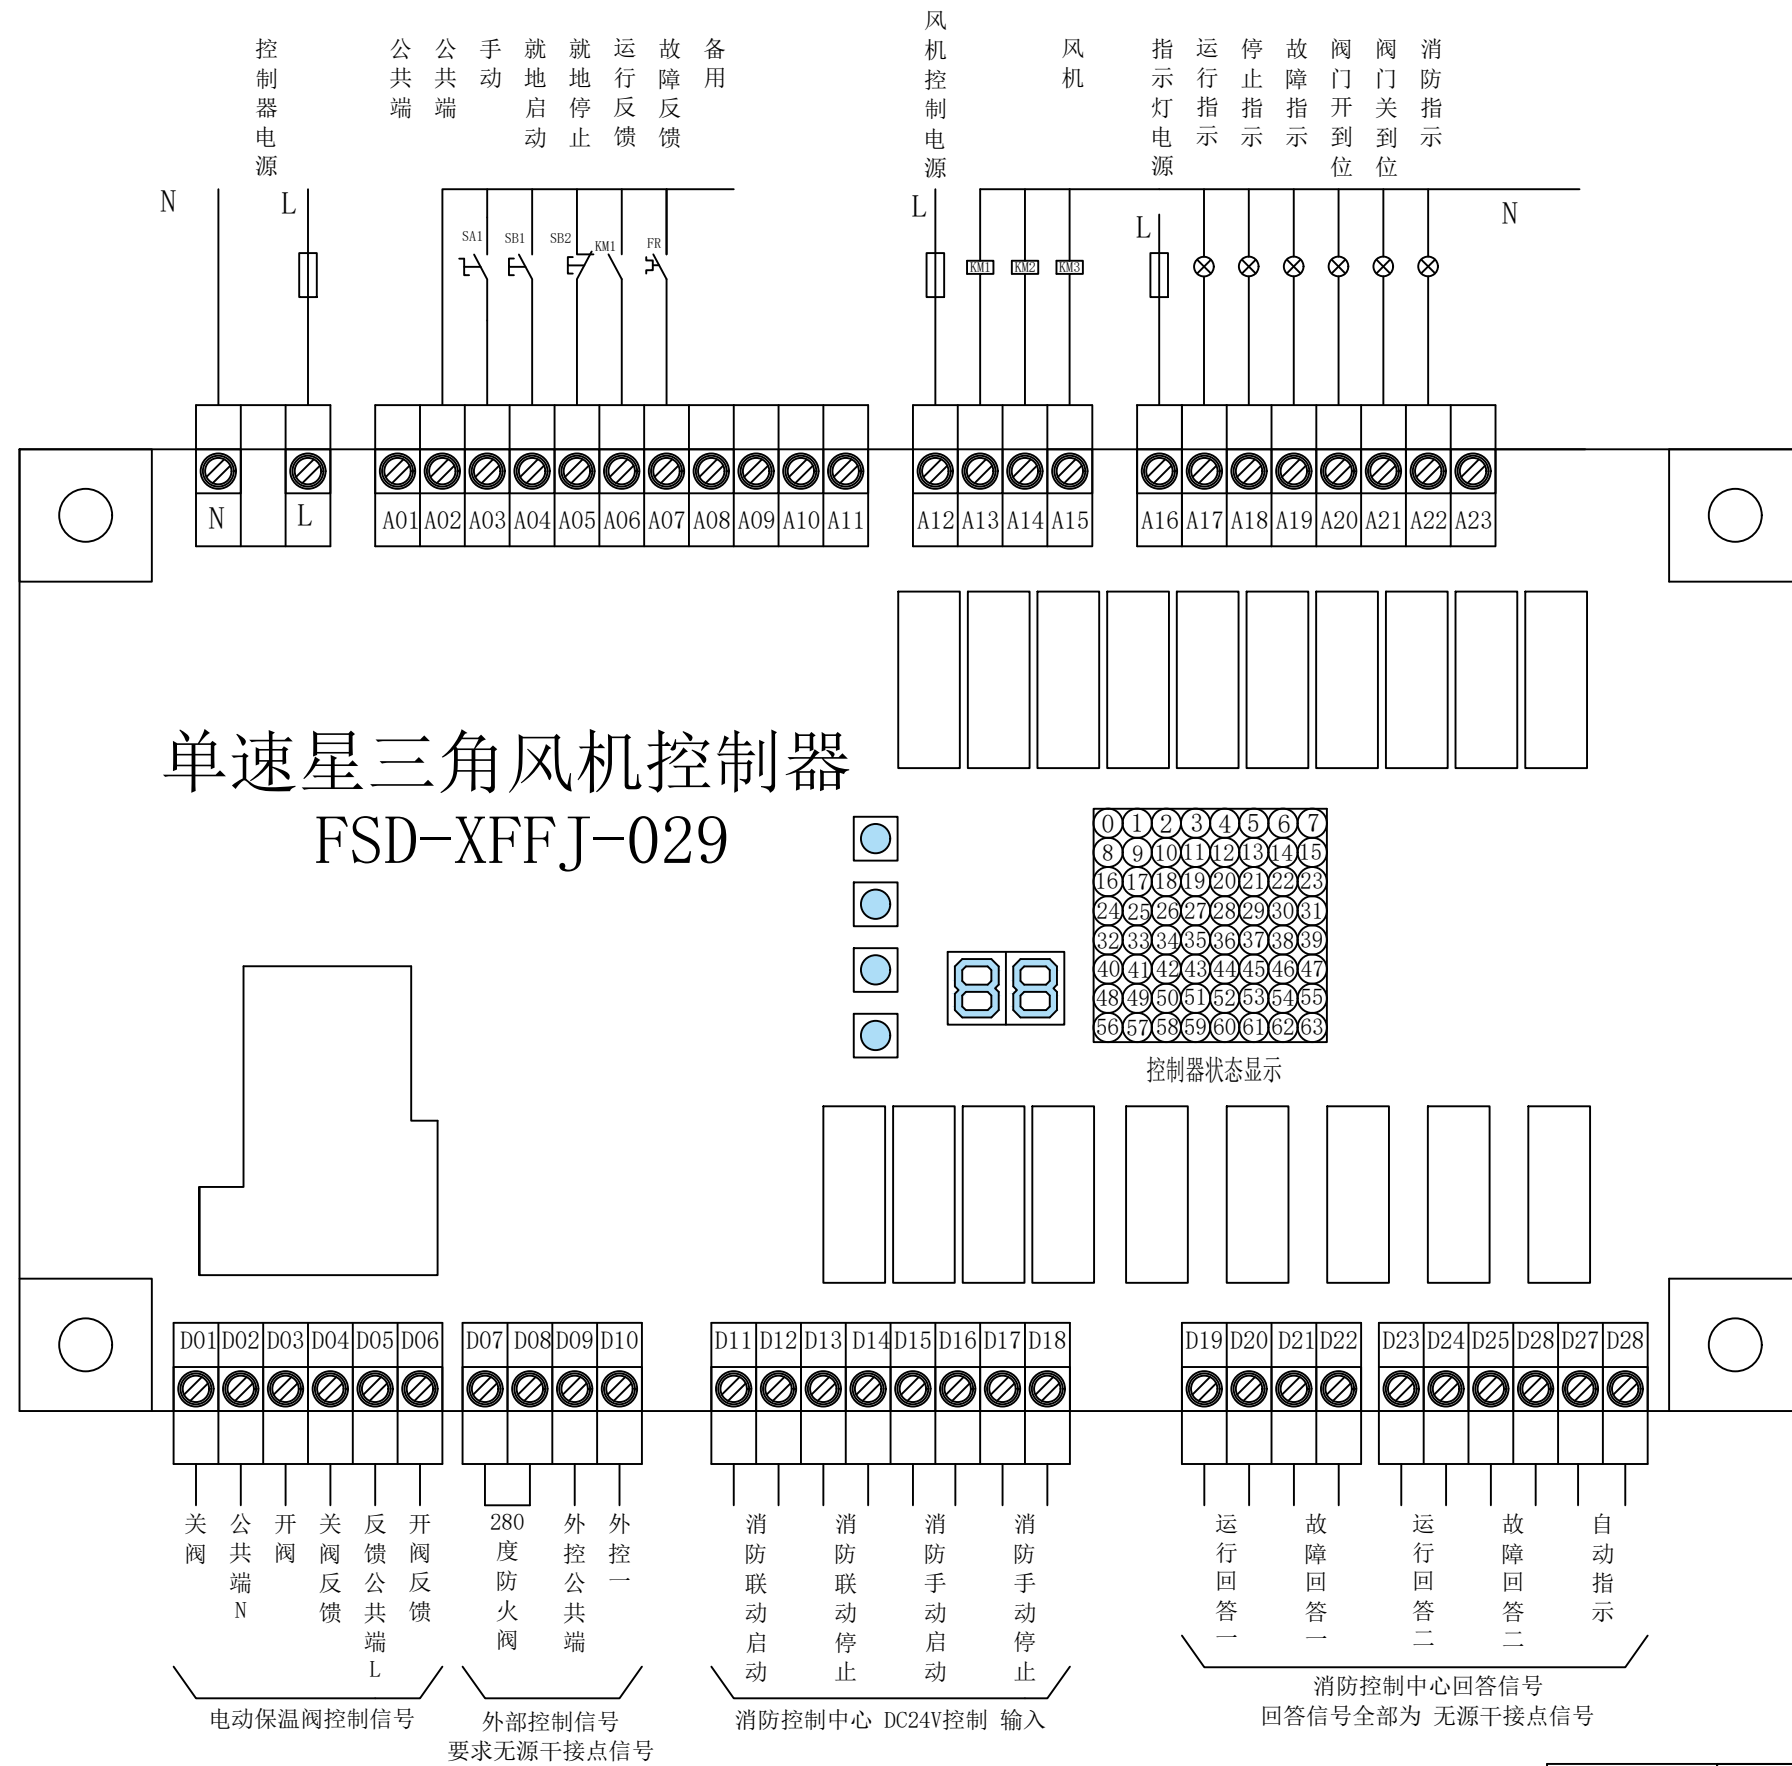 控制器电源
公共端
公共端
手动
就地启动
就地停止
运行反馈
故障反馈
备用
风机控制电源
风机
指示灯电源
运行指示
停止指示
故障指示
阀门开到位
阀门关到位
消防指示
N
L
SA1
SB1
SB2
KM1
FR
L
KM1
KM2
KM3
L
N
N
L
A01 A02 A03 A04 A05 A06 A07 A08 A09 A10 A11
A12 A13 A14 A15
A16 A17 A18 A19 A20 A21 A22 A23
单速星三角风机控制器
FSD-XFFJ-029
0 1 2 3 4 5 6 7
8 9 10 11 12 13 14 15
16 17 18 19 20 21 22 23
24 25 26 27 28 29 30 31
32 33 34 35 36 37 38 39
40 41 42 43 44 45 46 47
48 49 50 51 52 53 54 55
56 57 58 59 60 61 62 63
88
控制器状态显示
D01 D02 D03 D04 D05 D06
D07 D08 D09 D10
D11 D12 D13 D14 D15 D16 D17 D18
D19 D20 D21 D22
D23 D24 D25 D28 D27 D28
关阀
公共端N
开阀
关阀反馈
反馈公共端L
开阀反馈
280度防火阀
外控公共端
外控一
消防联动启动
消防联动停止
消防手动启动
消防手动停止
运行回答一
故障回答一
运行回答二
故障回答二
自动指示
电动保温阀控制信号
外部控制信号
要求无源干接点信号
消防控制中心 DC24V控制 输入
消防控制中心回答信号
回答信号全部为 无源干接点信号